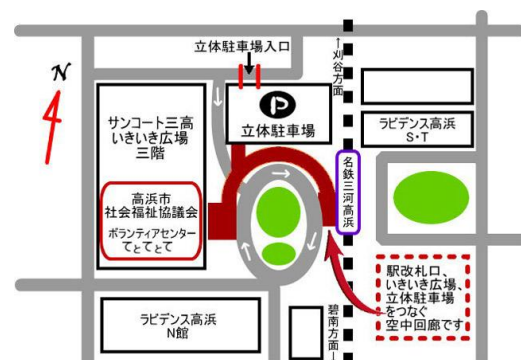 立体駐車場入口
↑刈谷方面
N
P
立体駐車場
サンコート三高
いきいき広場
三階
高浜市
社会福祉協議会
ボランティアセンター
てとてとて
名鉄三河高浜
ラビデンス高浜
S・T
駅改札口、
いきいき広場、
立体駐車場
をつなぐ
空中回廊です
ラビデンス高浜
N館
碧南方面↓